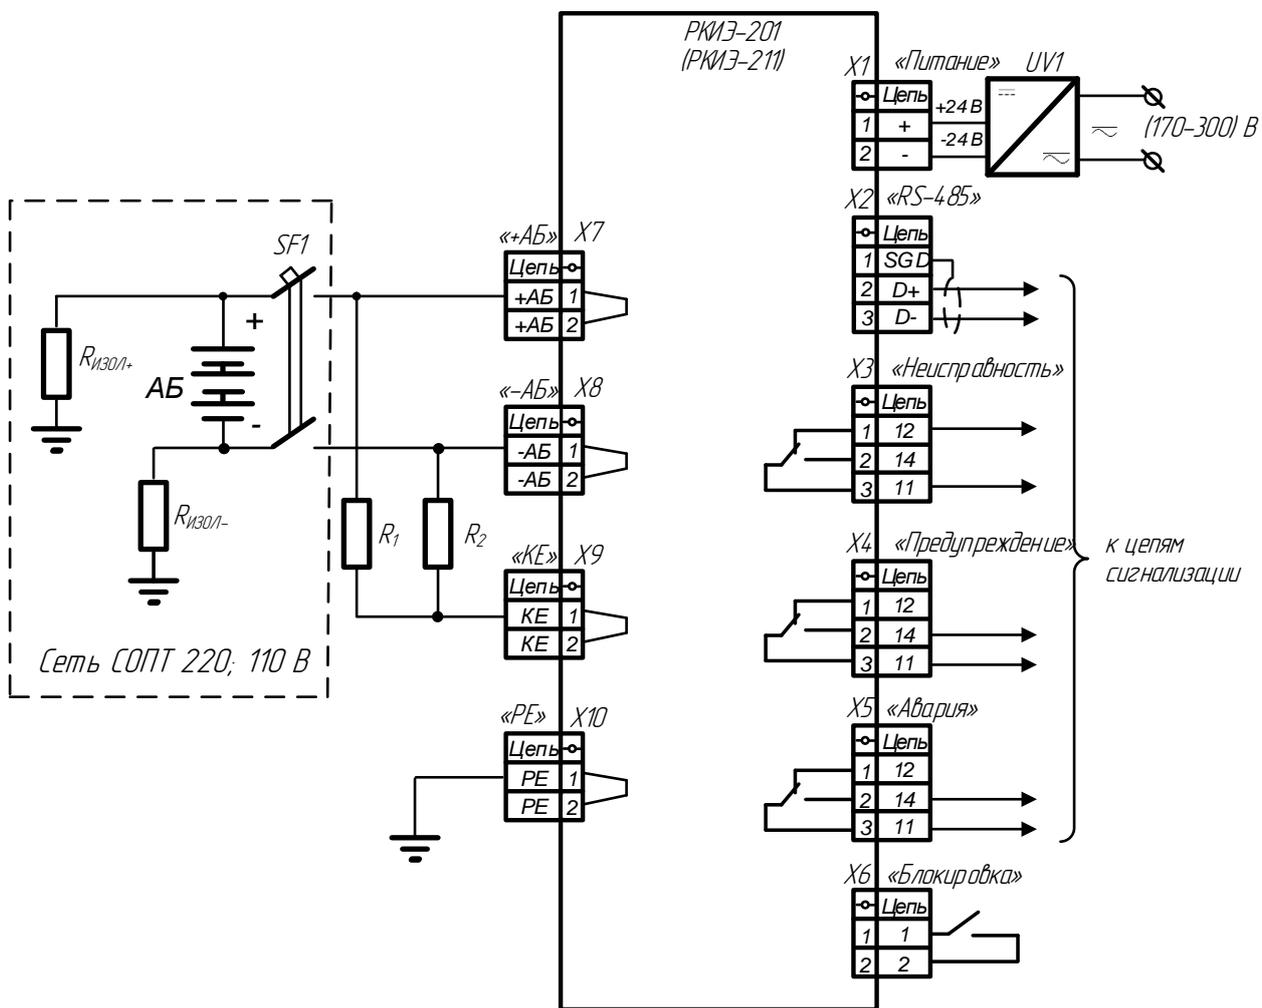 РКИЭ-201
(РКИЭ-211)
X1 «Питание» UV1
Цепь
1 +
2 -
+24 В
-24 В
(170-300) В
X2 «RS-485»
Цепь
1 SGD
2 D+
3 D-
X3 «Неисправность»
Цепь
1 12
2 14
3 11
X4 «Предупреждение»
Цепь
1 12
2 14
3 11
к цепям
сигнализации
X5 «Авария»
Цепь
1 12
2 14
3 11
X6 «Блокировка»
Цепь
1 1
2 2
«+АБ» X7
Цепь
+АБ 1
+АБ 2
«-АБ» X8
Цепь
-АБ 1
-АБ 2
«КЕ» X9
Цепь
КЕ 1
КЕ 2
«РЕ» X10
Цепь
РЕ 1
РЕ 2
SF1
+
RИЗОЛ+
АБ
-
RИЗОЛ-
R1
R2
Сеть СОПТ 220; 110 В